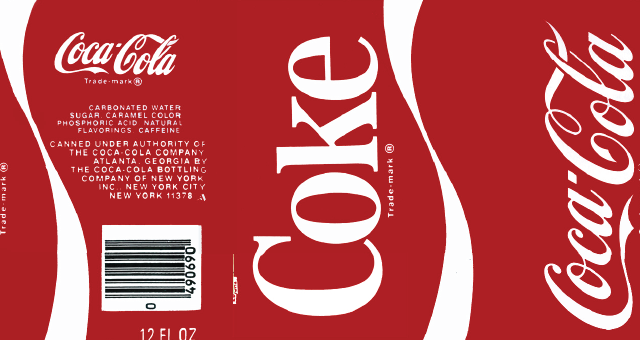 Trade-mark ®
Coca-Cola
Trade-mark ®
CARBONATED WATER
SUGAR, CARAMEL COLOR
PHOSPHORIC ACID, NATURAL
FLAVORINGS, CAFFEINE
CANNED UNDER AUTHORITY OF
THE COCA-COLA COMPANY
ATLANTA, GEORGIA BY
THE COCA-COLA BOTTLING
COMPANY OF NEW YORK
INC., NEW YORK CITY
NEW YORK 11378
0
490690
12 FL OZ
Coke
Trade-mark ®
Coca-Cola